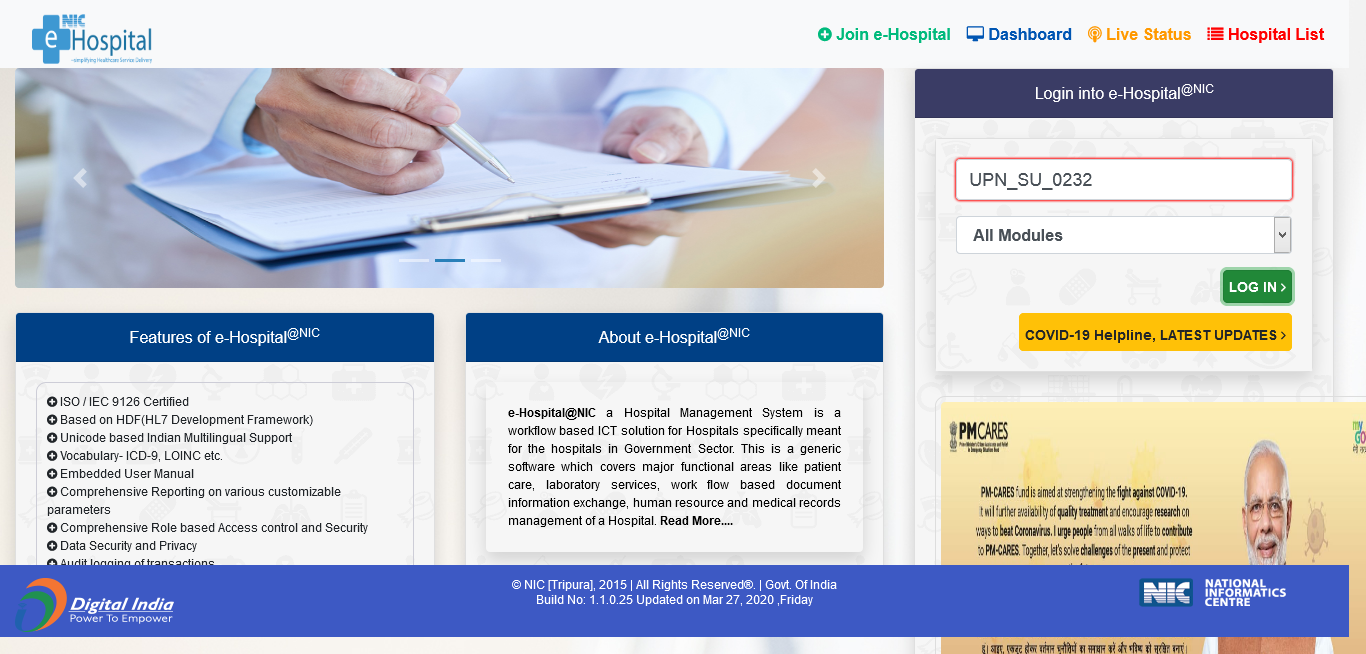 NIC
e Hospital
~simplifying Healthcare Service Delivery
Join e-Hospital
Dashboard
Live Status
Hospital List
Login into e-Hospital@NIC
UPN_SU_0232
All Modules
LOG IN ›
COVID-19 Helpline, LATEST UPDATES ›
Features of e-Hospital@NIC
ISO / IEC 9126 Certified
Based on HDF(HL7 Development Framework)
Unicode based Indian Multilingual Support
Vocabulary- ICD-9, LOINC etc.
Embedded User Manual
Comprehensive Reporting on various customizable
parameters
Comprehensive Role based Access control and Security
Data Security and Privacy
Audit logging of transactions
About e-Hospital@NIC
e-Hospital@NIC a Hospital Management System is a
workflow based ICT solution for Hospitals specifically meant
for the hospitals in Government Sector. This is a generic
software which covers major functional areas like patient
care, laboratory services, work flow based document
information exchange, human resource and medical records
management of a Hospital. Read More....
PM CARES
PM-CARES fund is aimed at strengthening the fight against COVID-19.
It will further availability of quality treatment and encourage research on
ways to beat Coronavirus. I urge people from all walks of life to contribute
to PM-CARES. Together, let's solve challenges of the present and protect
my
GO
Digital India
Power To Empower
© NIC [Tripura], 2015 | All Rights Reserved®. | Govt. Of India
Build No: 1.1.0.25 Updated on Mar 27, 2020 ,Friday
NIC
NATIONAL
INFORMATICS
CENTRE